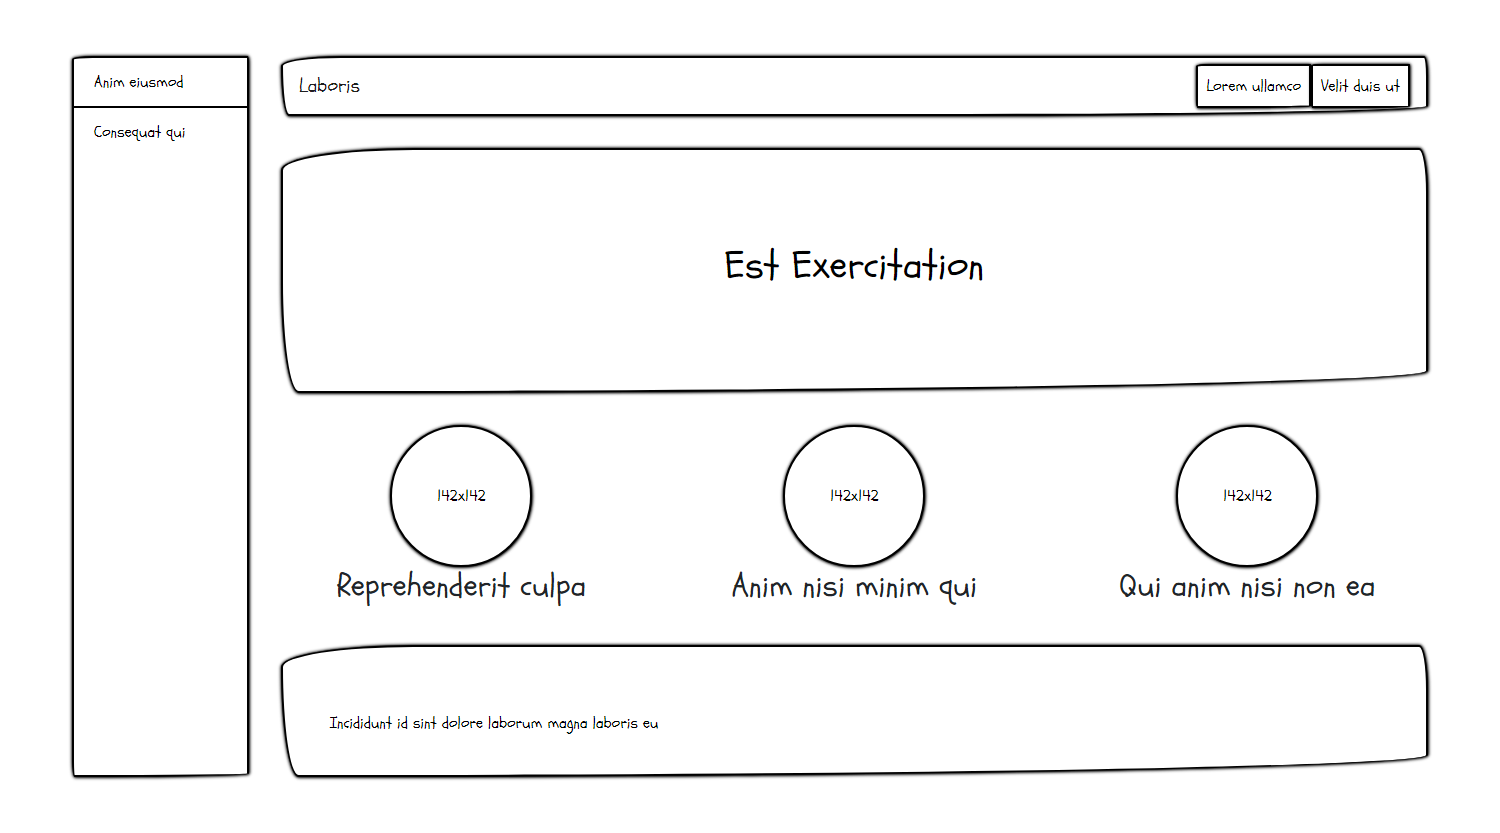 Anim eiusmod
Consequat qui
Laboris
Lorem ullamco
Velit duis ut
Est Exercitation
142x142
142x142
142x142
Reprehenderit culpa
Anim nisi minim qui
Qui anim nisi non ea
Incididunt id sint dolore laborum magna laboris eu